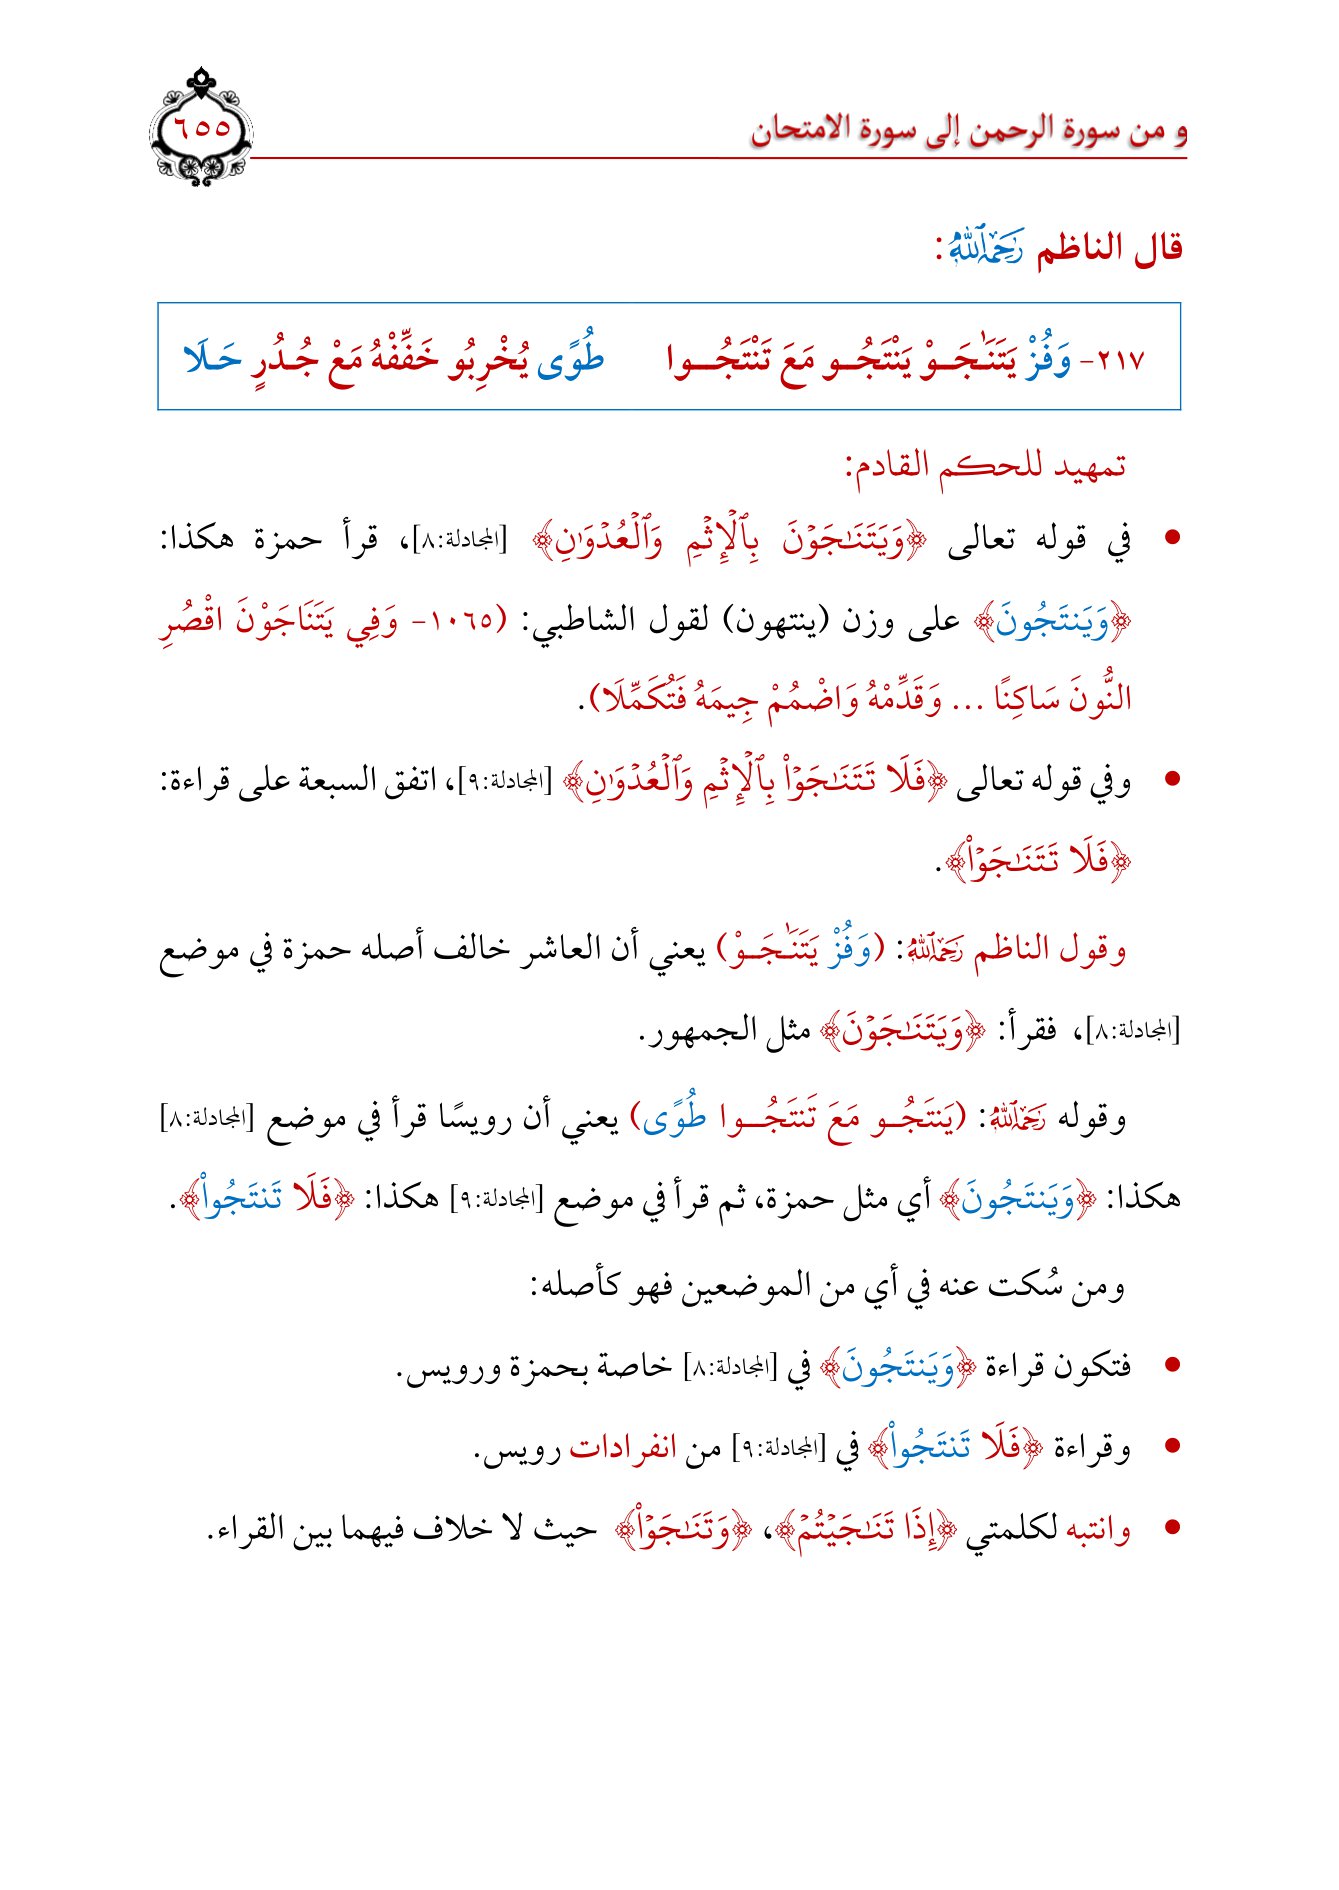 ٦٥٥
و من سورة الرحمن إلى سورة الامتحان
قال الناظم رَحِمَهُ ٱللَّهُ:
٢١٧- وَفُزْ يَتَنَـٰجَـوْ يَنْتَجُـو مَعَ تَنْتَجُـوا طُوًى يُخْرِبُو خَفِّفْهُ مَعْ جُـدُرٍ حَـلَا
تمهيد للحكم القادم:
• في قوله تعالى ﴿وَيَتَنَـٰجَوۡنَ بِٱلۡإِثۡمِ وَٱلۡعُدۡوَٰنِ﴾ [المجادلة:٨]، قرأ حمزة هكذا:
﴿وَيَنتَجُونَ﴾ على وزن (ينتهون) لقول الشاطبي: (١٠٦٥- وَفِي يَتَنَاجَوْنَ اقْصُرِ
النُّونَ سَاكِنًا ... وَقَدِّمْهُ وَاضْمُمْ جِيمَهُ فَتُكَمِّلَا).
• وفي قوله تعالى ﴿فَلَا تَتَنَـٰجَوۡاْ بِٱلۡإِثۡمِ وَٱلۡعُدۡوَٰنِ﴾ [المجادلة:٩]، اتفق السبعة على قراءة:
﴿فَلَا تَتَنَـٰجَوۡاْ﴾.
وقول الناظم رَحِمَهُ ٱللَّهُ: (وَفُزْ يَتَنَـٰجَـوْ) يعني أن العاشر خالف أصله حمزة في موضع
[المجادلة:٨]، فقرأ: ﴿وَيَتَنَـٰجَوۡنَ﴾ مثل الجمهور.
وقوله رَحِمَهُ ٱللَّهُ: (يَنتَجُـو مَعَ تَنتَجُـوا طُوًى) يعني أن رويسًا قرأ في موضع [المجادلة:٨]
هكذا: ﴿وَيَنتَجُونَ﴾ أي مثل حمزة، ثم قرأ في موضع [المجادلة:٩] هكذا: ﴿فَلَا تَنتَجُواْ﴾.
ومن سُكت عنه في أي من الموضعين فهو كأصله:
• فتكون قراءة ﴿وَيَنتَجُونَ﴾ في [المجادلة:٨] خاصة بحمزة ورويس.
• وقراءة ﴿فَلَا تَنتَجُواْ﴾ في [المجادلة:٩] من انفرادات رويس.
• وانتبه لكلمتي ﴿إِذَا تَنَـٰجَيۡتُمۡ﴾، ﴿وَتَنَـٰجَوۡاْ﴾ حيث لا خلاف فيهما بين القراء.